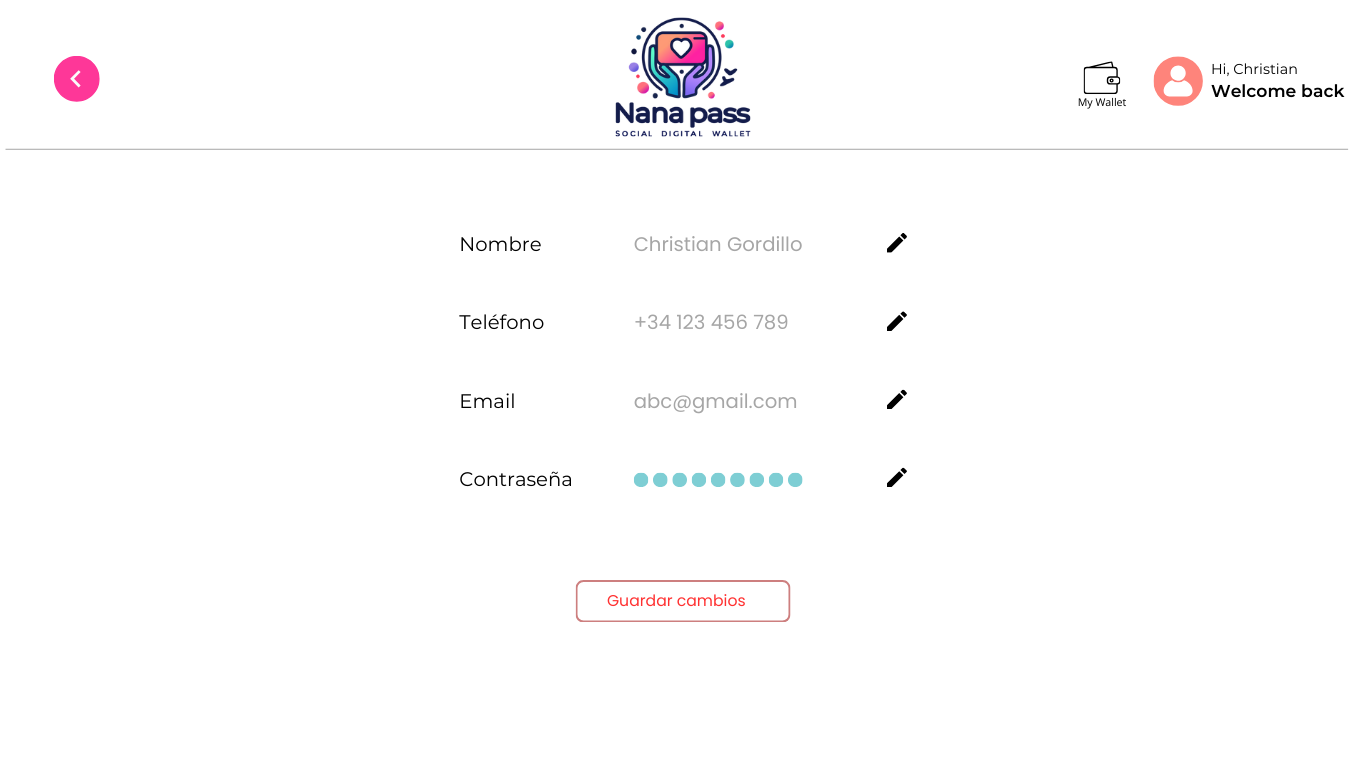 Nana pass
SOCIAL DIGITAL WALLET
My Wallet
Hi, Christian
Welcome back
Nombre Christian Gordillo
Teléfono +34 123 456 789
Email abc@gmail.com
Contraseña
Guardar cambios